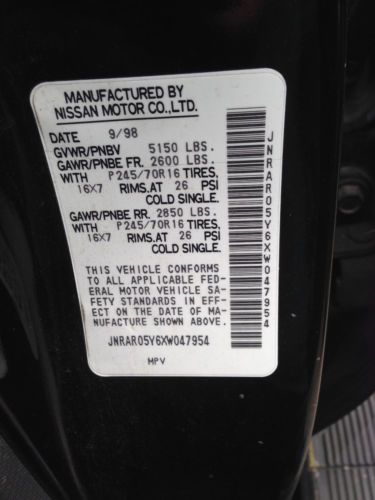 MANUFACTURED BY
NISSAN MOTOR CO.,LTD.
DATE 9/98
GVWR/PNBV 5150 LBS.
GAWR/PNBE FR. 2600 LBS.
WITH P245/70R16 TIRES,
16X7 RIMS,AT 26 PSI
COLD SINGLE.
GAWR/PNBE RR. 2850 LBS.
WITH P245/70R16 TIRES,
16X7 RIMS,AT 26 PSI
COLD SINGLE.
THIS VEHICLE CONFORMS
TO ALL APPLICABLE FED-
ERAL MOTOR VEHICLE SA-
FETY STANDARDS IN EFF-
ECT ON THE DATE OF
MANUFACTURE SHOWN ABOVE.
JNRAR05Y6XW047954
MPV
JNRAR05Y6XW047954